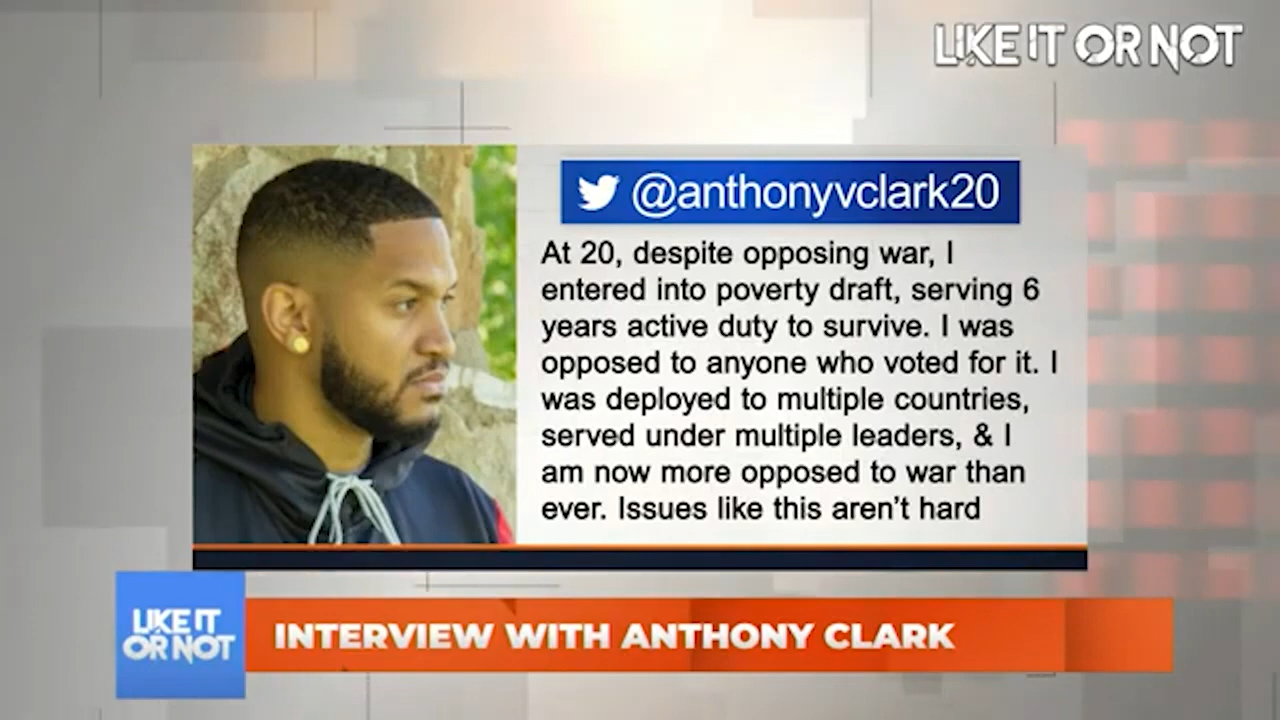 LIKE IT OR NOT
@anthonyvclark20
At 20, despite opposing war, I
entered into poverty draft, serving 6
years active duty to survive. I was
opposed to anyone who voted for it. I
was deployed to multiple countries,
served under multiple leaders, & I
am now more opposed to war than
ever. Issues like this aren’t hard
LIKE IT
OR NOT
INTERVIEW WITH ANTHONY CLARK